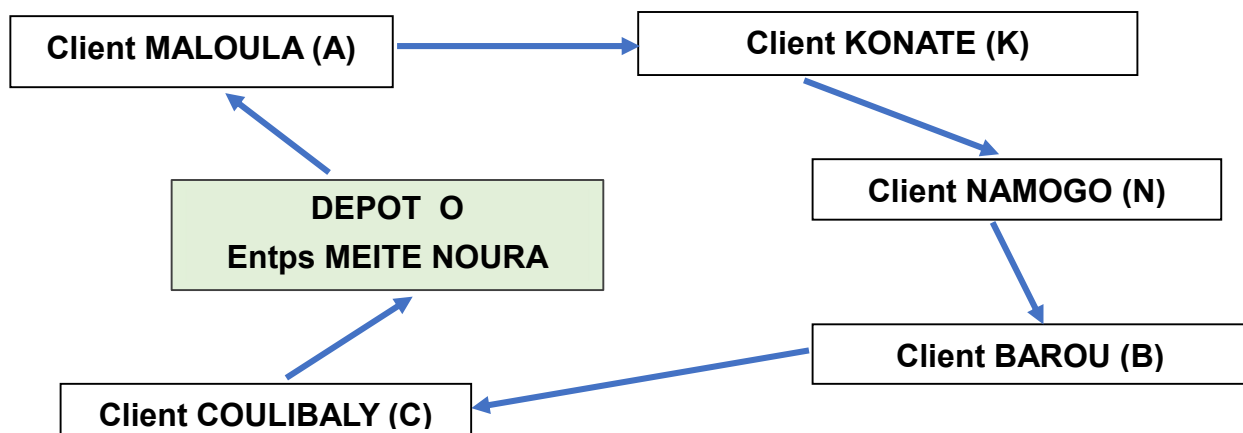 Client MALOULA (A)
Client KONATE (K)
Client NAMOGO (N)
DEPOT O
Entps MEITE NOURA
Client BAROU (B)
Client COULIBALY (C)